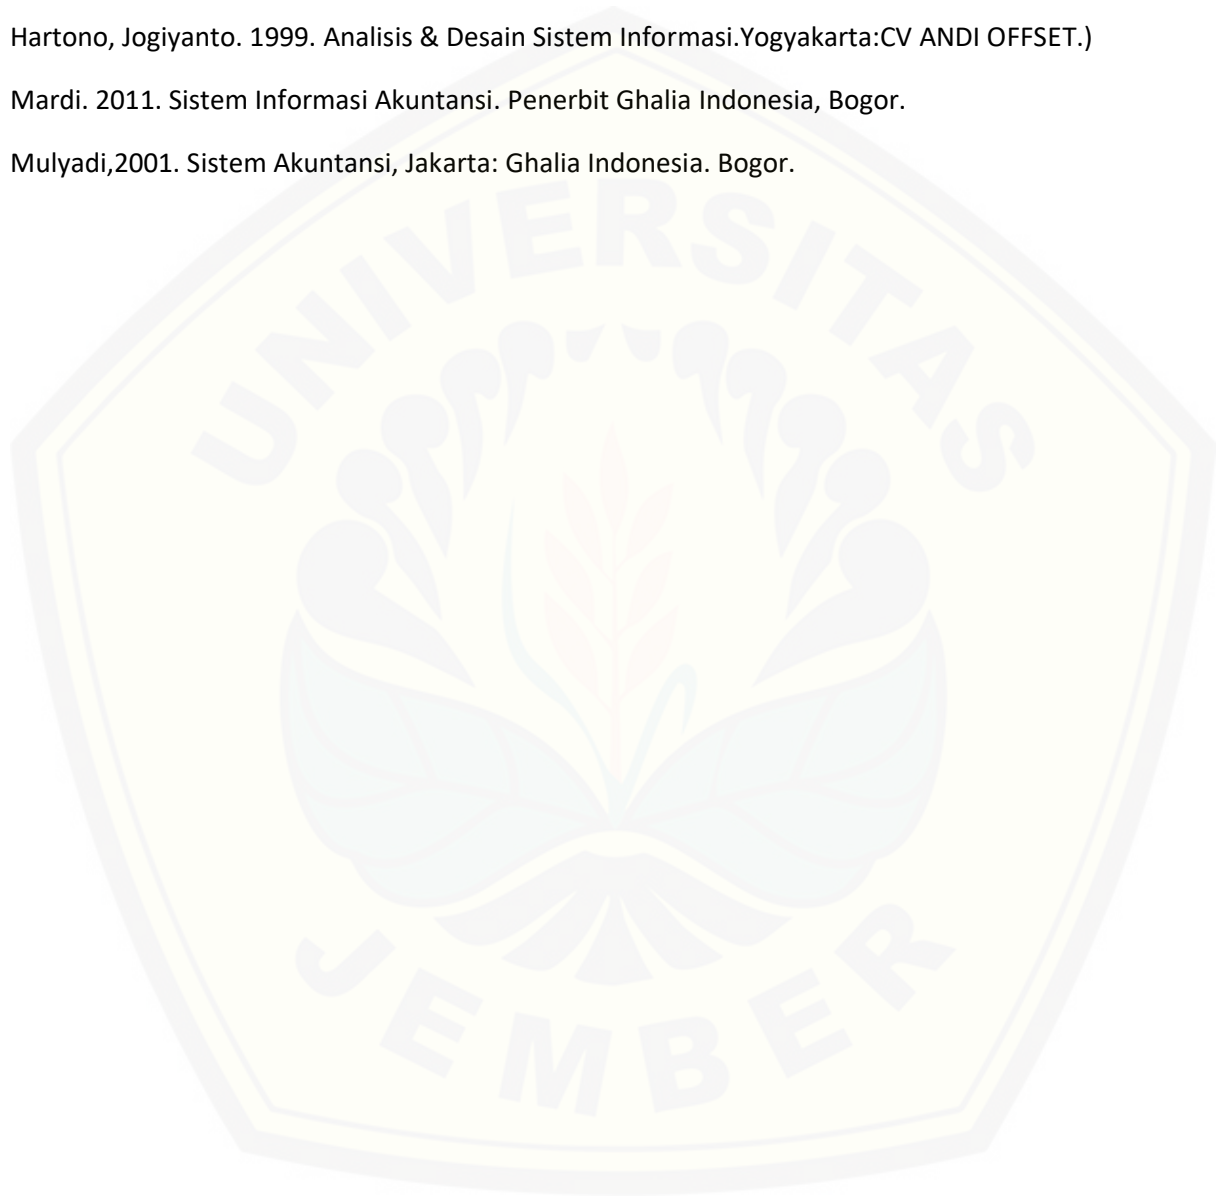 Hartono, Jogiyanto. 1999. Analisis & Desain Sistem Informasi.Yogyakarta:CV ANDI OFFSET.)
Mardi. 2011. Sistem Informasi Akuntansi. Penerbit Ghalia Indonesia, Bogor.
Mulyadi,2001. Sistem Akuntansi, Jakarta: Ghalia Indonesia. Bogor.
UNIVERSITAS
JEMBER